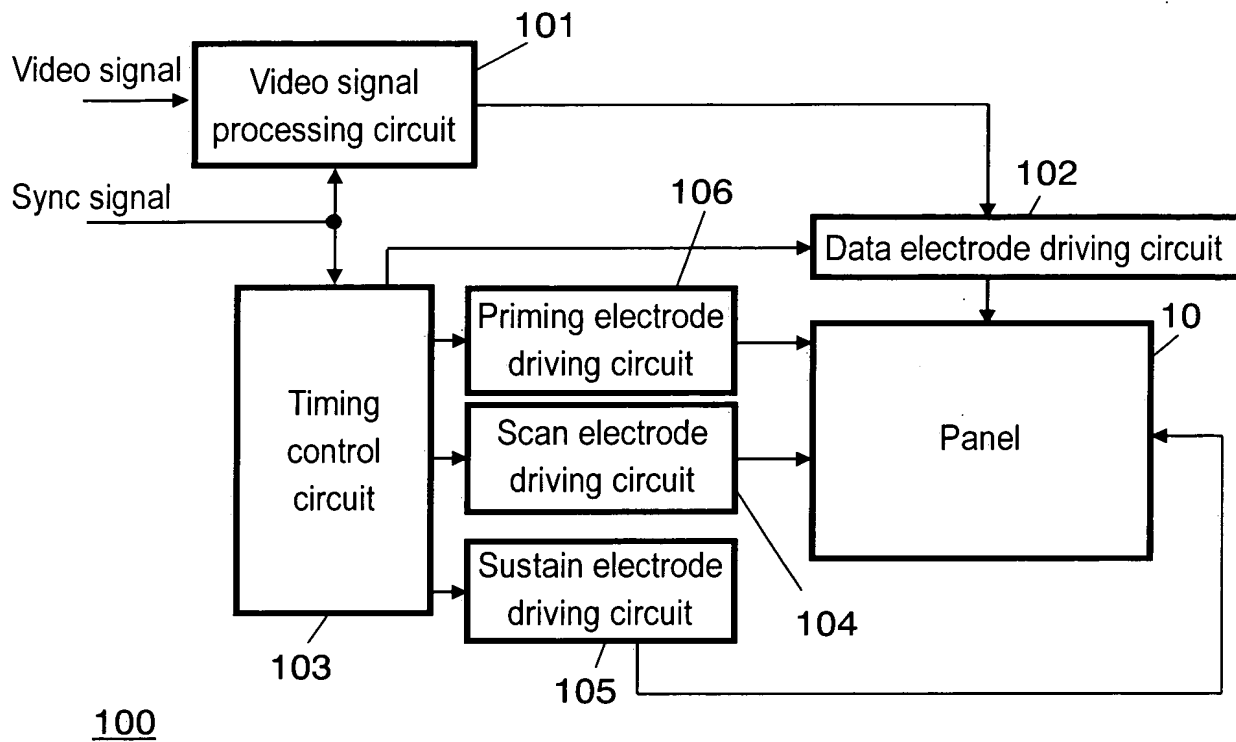 101
Video signal
Video signal
processing circuit
Sync signal
106
102
Data electrode driving circuit
Priming electrode
driving circuit
10
Timing
control
circuit
Scan electrode
driving circuit
Panel
Sustain electrode
driving circuit
104
103
105
100